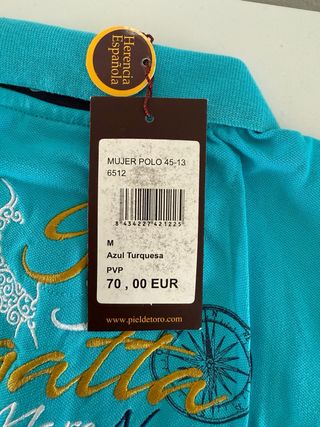 Herencia
Española
MUJER POLO 45-13
6512
8 434227 421225
M
Azul Turquesa
PVP
70 , 00 EUR
www.pieldetoro.com